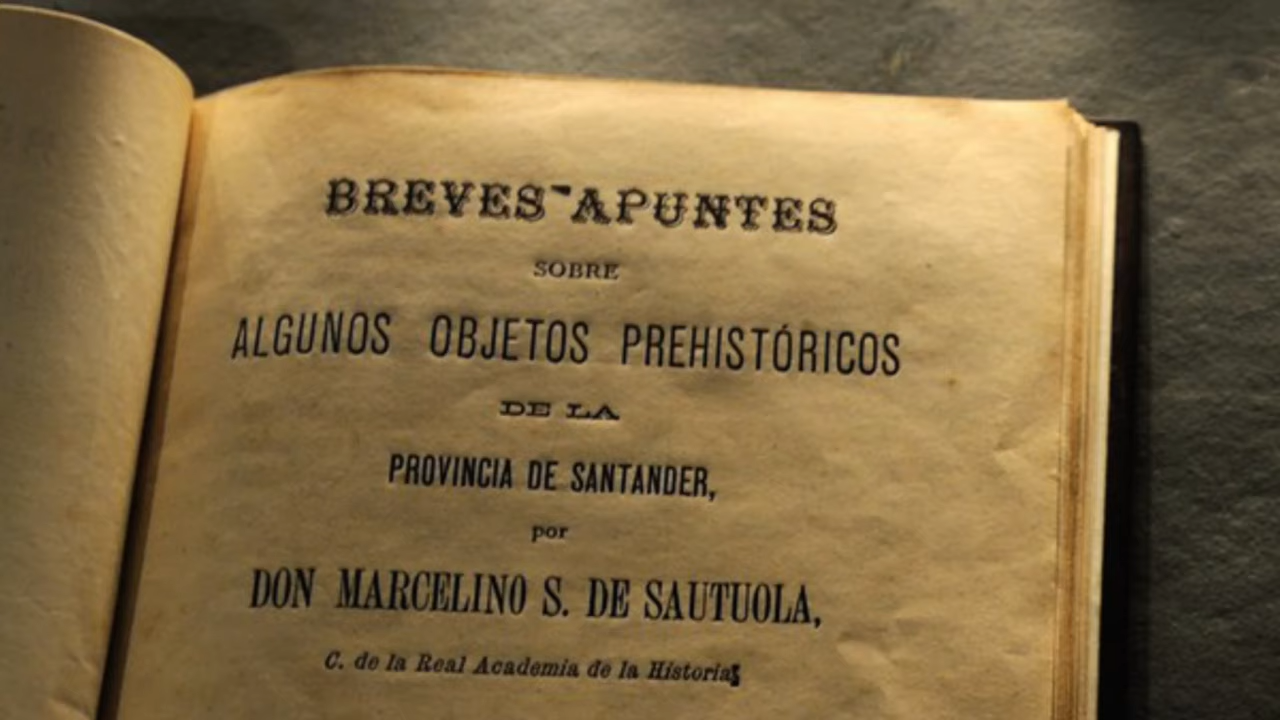 BREVES APUNTES
SOBRE
ALGUNOS OBJETOS PREHISTÓRICOS
DE LA
PROVINCIA DE SANTANDER,
por
DON MARCELINO S. DE SAUTUOLA,
C. de la Real Academia de la Historia